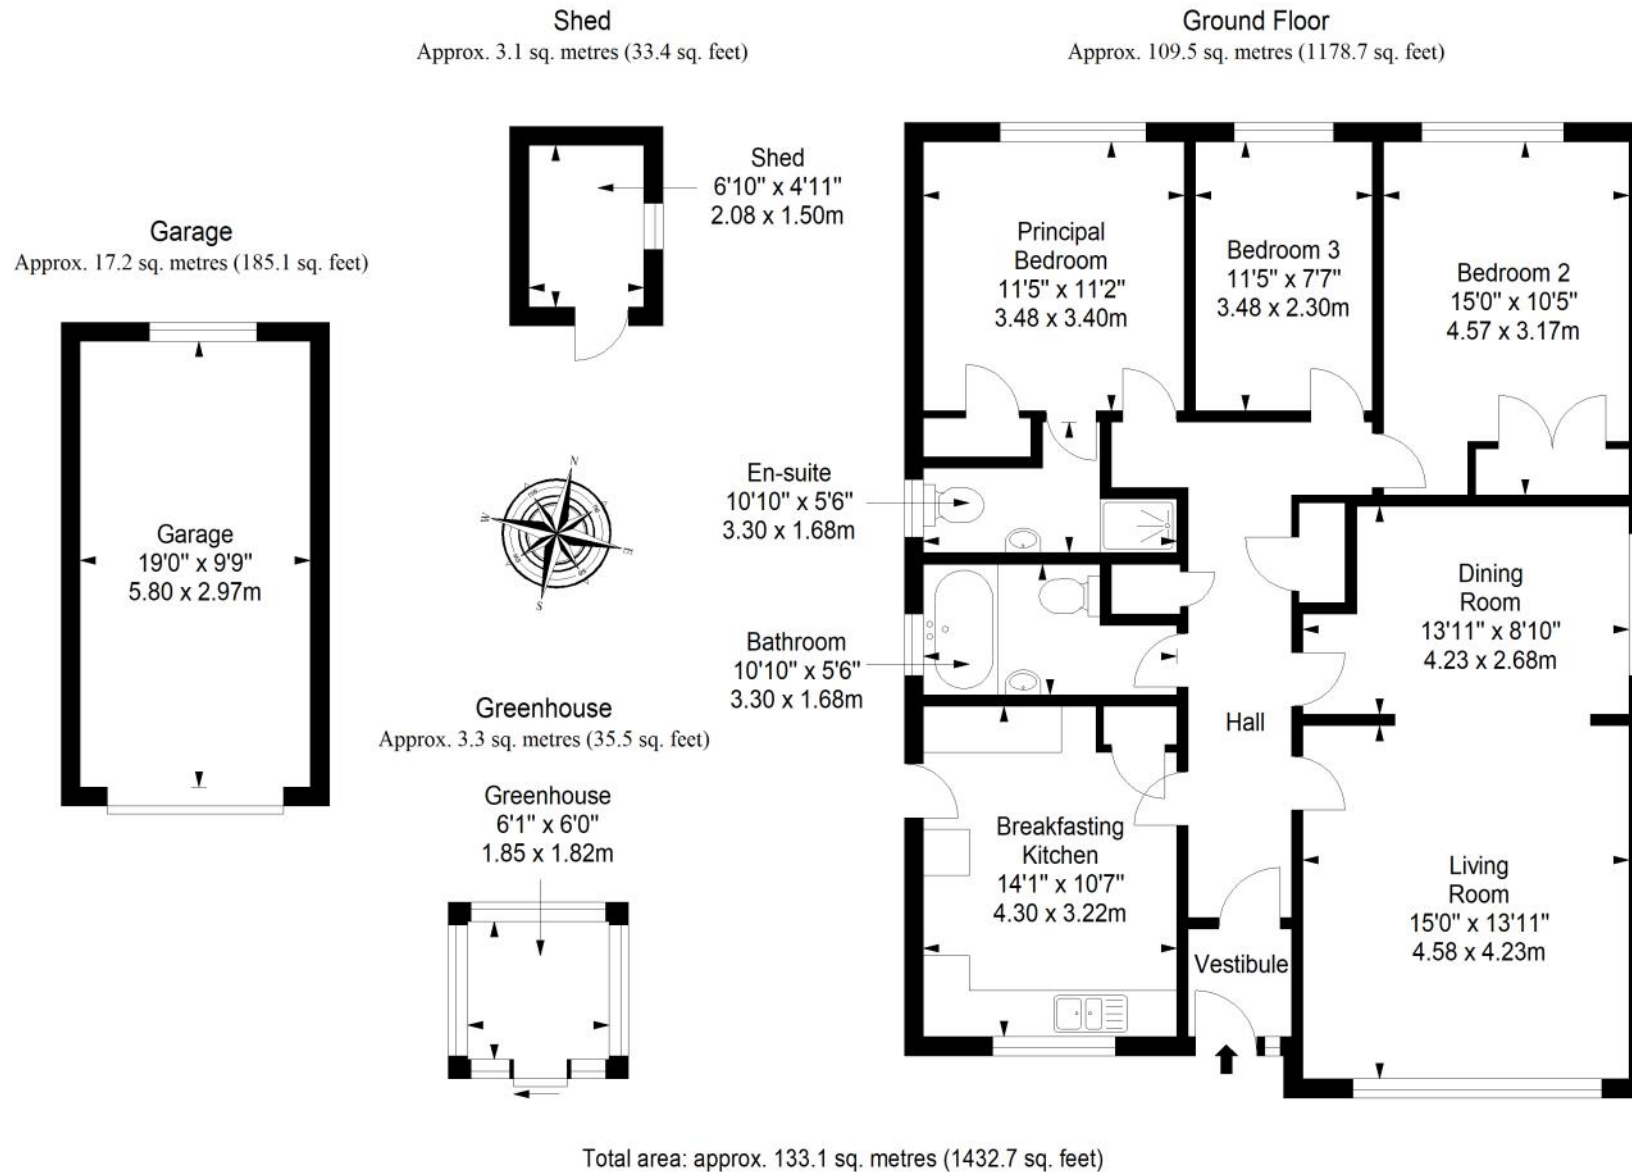 Shed
Approx. 3.1 sq. metres (33.4 sq. feet)
Ground Floor
Approx. 109.5 sq. metres (1178.7 sq. feet)
Shed
6'10" x 4'11"
2.08 x 1.50m
Garage
Approx. 17.2 sq. metres (185.1 sq. feet)
Principal
Bedroom
11'5" x 11'2"
3.48 x 3.40m
Bedroom 3
11'5" x 7'7"
3.48 x 2.30m
Bedroom 2
15'0" x 10'5"
4.57 x 3.17m
Garage
19'0" x 9'9"
5.80 x 2.97m
N
W
E
S
En-suite
10'10" x 5'6"
3.30 x 1.68m
Dining
Room
13'11" x 8'10"
4.23 x 2.68m
Bathroom
10'10" x 5'6"
3.30 x 1.68m
Hall
Greenhouse
Approx. 3.3 sq. metres (35.5 sq. feet)
Greenhouse
6'1" x 6'0"
1.85 x 1.82m
Breakfasting
Kitchen
14'1" x 10'7"
4.30 x 3.22m
Living
Room
15'0" x 13'11"
4.58 x 4.23m
Vestibule
Total area: approx. 133.1 sq. metres (1432.7 sq. feet)